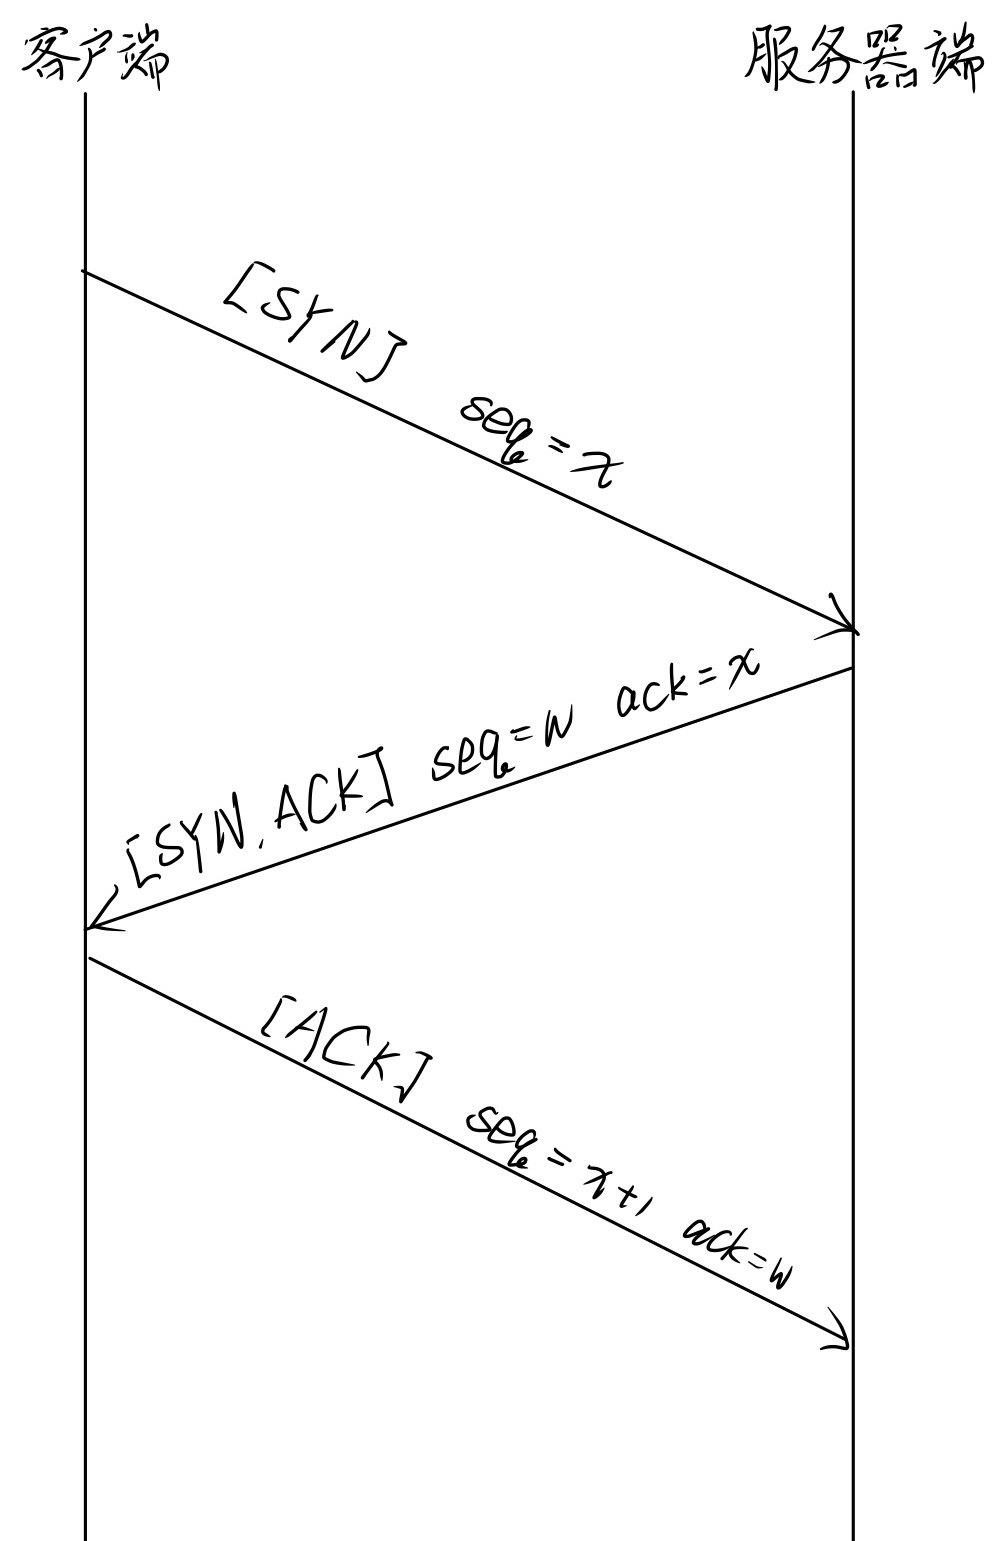 客户端
服务器端
[SYN] seq=x
[SYN,ACK] seq=w ack=x
[ACK] seq=x+1 ack=w